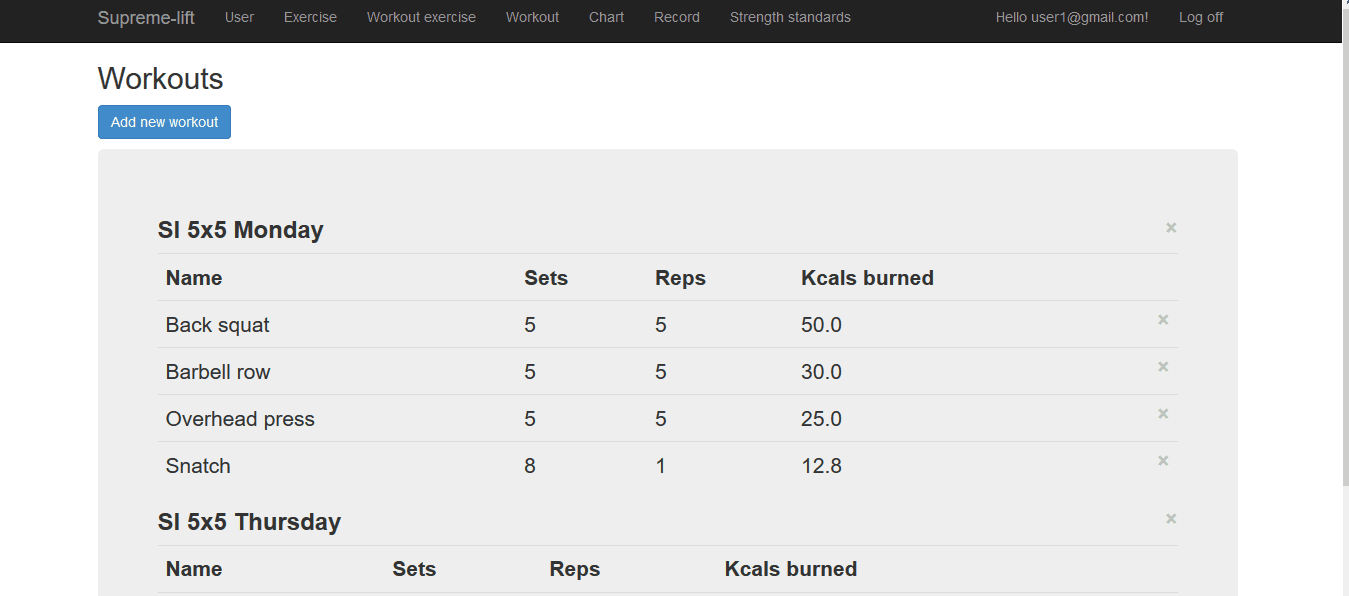 Supreme-lift User Exercise Workout exercise Workout Chart Record Strength standards Hello user1@gmail.com! Log off
Workouts
Add new workout
Sl 5x5 Monday ×
Name Sets Reps Kcals burned
Back squat 5 5 50.0 ×
Barbell row 5 5 30.0 ×
Overhead press 5 5 25.0 ×
Snatch 8 1 12.8 ×
Sl 5x5 Thursday ×
Name Sets Reps Kcals burned